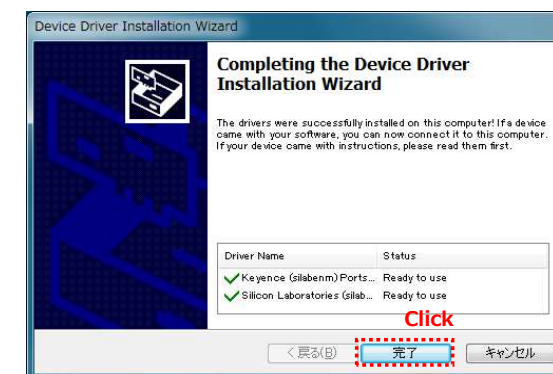 Device Driver Installation Wizard
Completing the Device Driver
Installation Wizard
The drivers were successfully installed on this computer! If a device
came with your software, you can now connect it to this computer.
If your device came with instructions, please read them first.
Driver Name Status
Keyence (silabenm) Ports... Ready to use
Silicon Laboratories (silab... Ready to use
Click
< 戻る(B) 完了 キャンセル